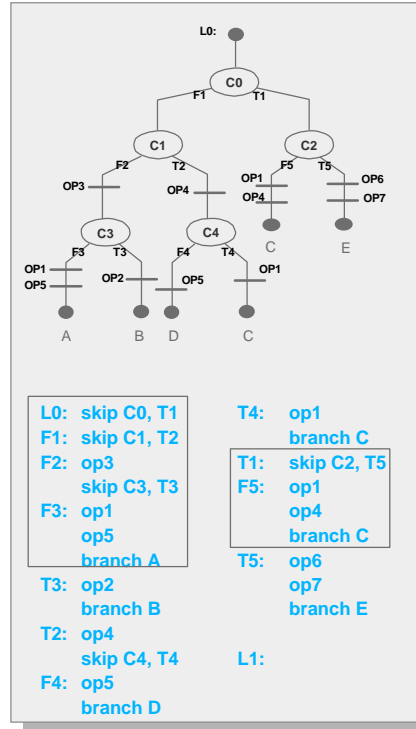 L0:
C0
F1 T1
C1 C2
F2 T2 F5 T5
OP3 OP4 OP1 OP6
OP4 OP7
C3 C4 C E
F3 T3 F4 T4
OP1 OP2 OP5 OP1
OP5
A B D C
L0: skip C0, T1
F1: skip C1, T2
F2: op3
skip C3, T3
F3: op1
op5
branch A
T3: op2
branch B
T2: op4
skip C4, T4
F4: op5
branch D
T4: op1
branch C
T1: skip C2, T5
F5: op1
op4
branch C
T5: op6
op7
branch E
L1: